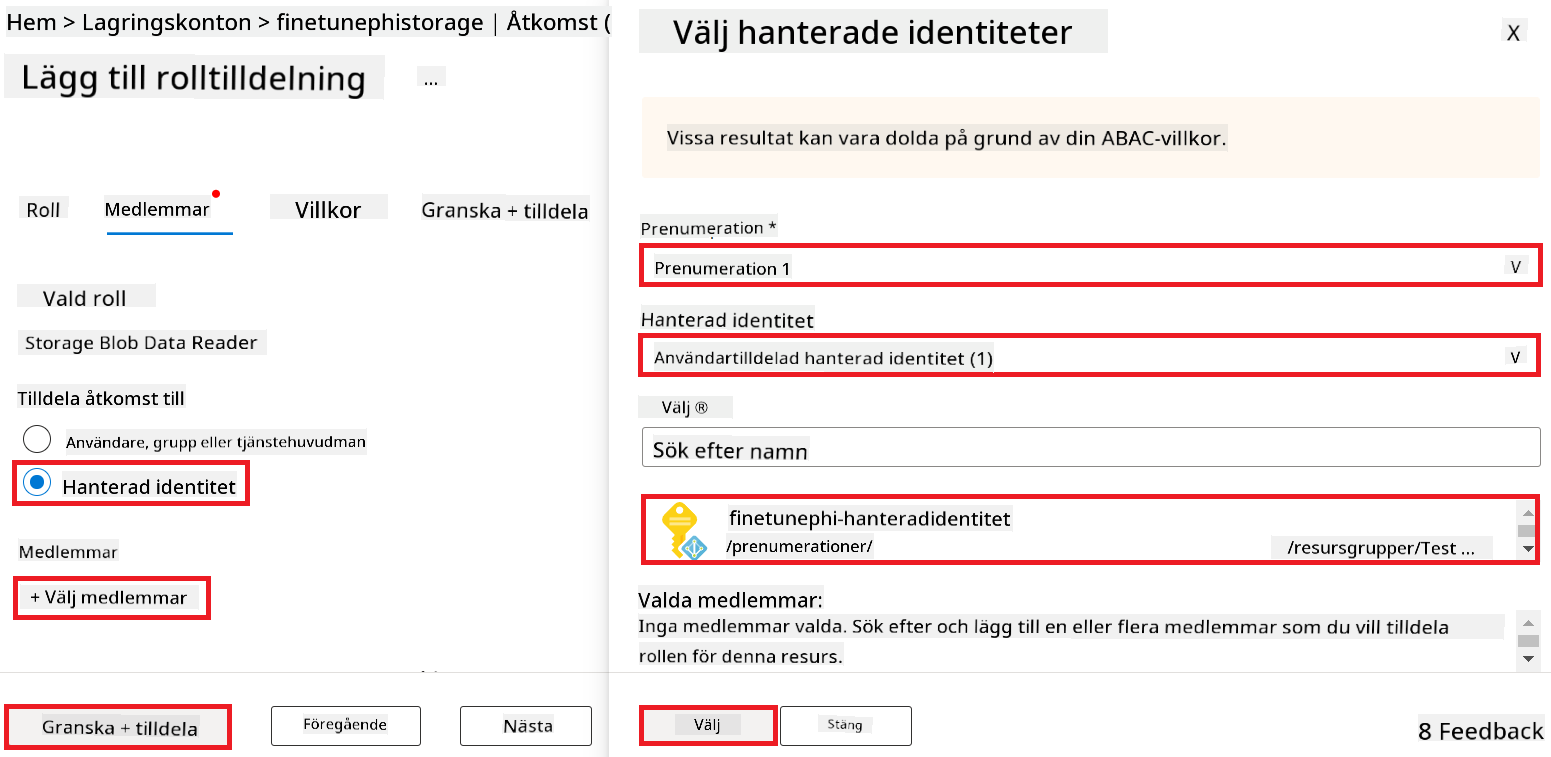 Hem > Lagringskonton > finetunephistorage | Åtkomst (
Lägg till rolltilldelning ...
Roll Medlemmar Villkor Granska + tilldela
Vald roll
Storage Blob Data Reader
Tilldela åtkomst till
Användare, grupp eller tjänstehuvudman
Hanterad identitet
Medlemmar
+ Välj medlemmar
Granska + tilldela Föregående Nästa
Välj hanterade identiteter X
Vissa resultat kan vara dolda på grund av din ABAC-villkor.
Prenumeration *
Prenumeration 1 V
Hanterad identitet
Användartilldelad hanterad identitet (1) V
Välj ®
Sök efter namn
finetunephi-hanteradidentitet
/prenumerationer/ /resursgrupper/Test ...
Valda medlemmar:
Inga medlemmar valda. Sök efter och lägg till en eller flera medlemmar som du vill tilldela
rollen för denna resurs.
Välj Stäng 8 Feedback